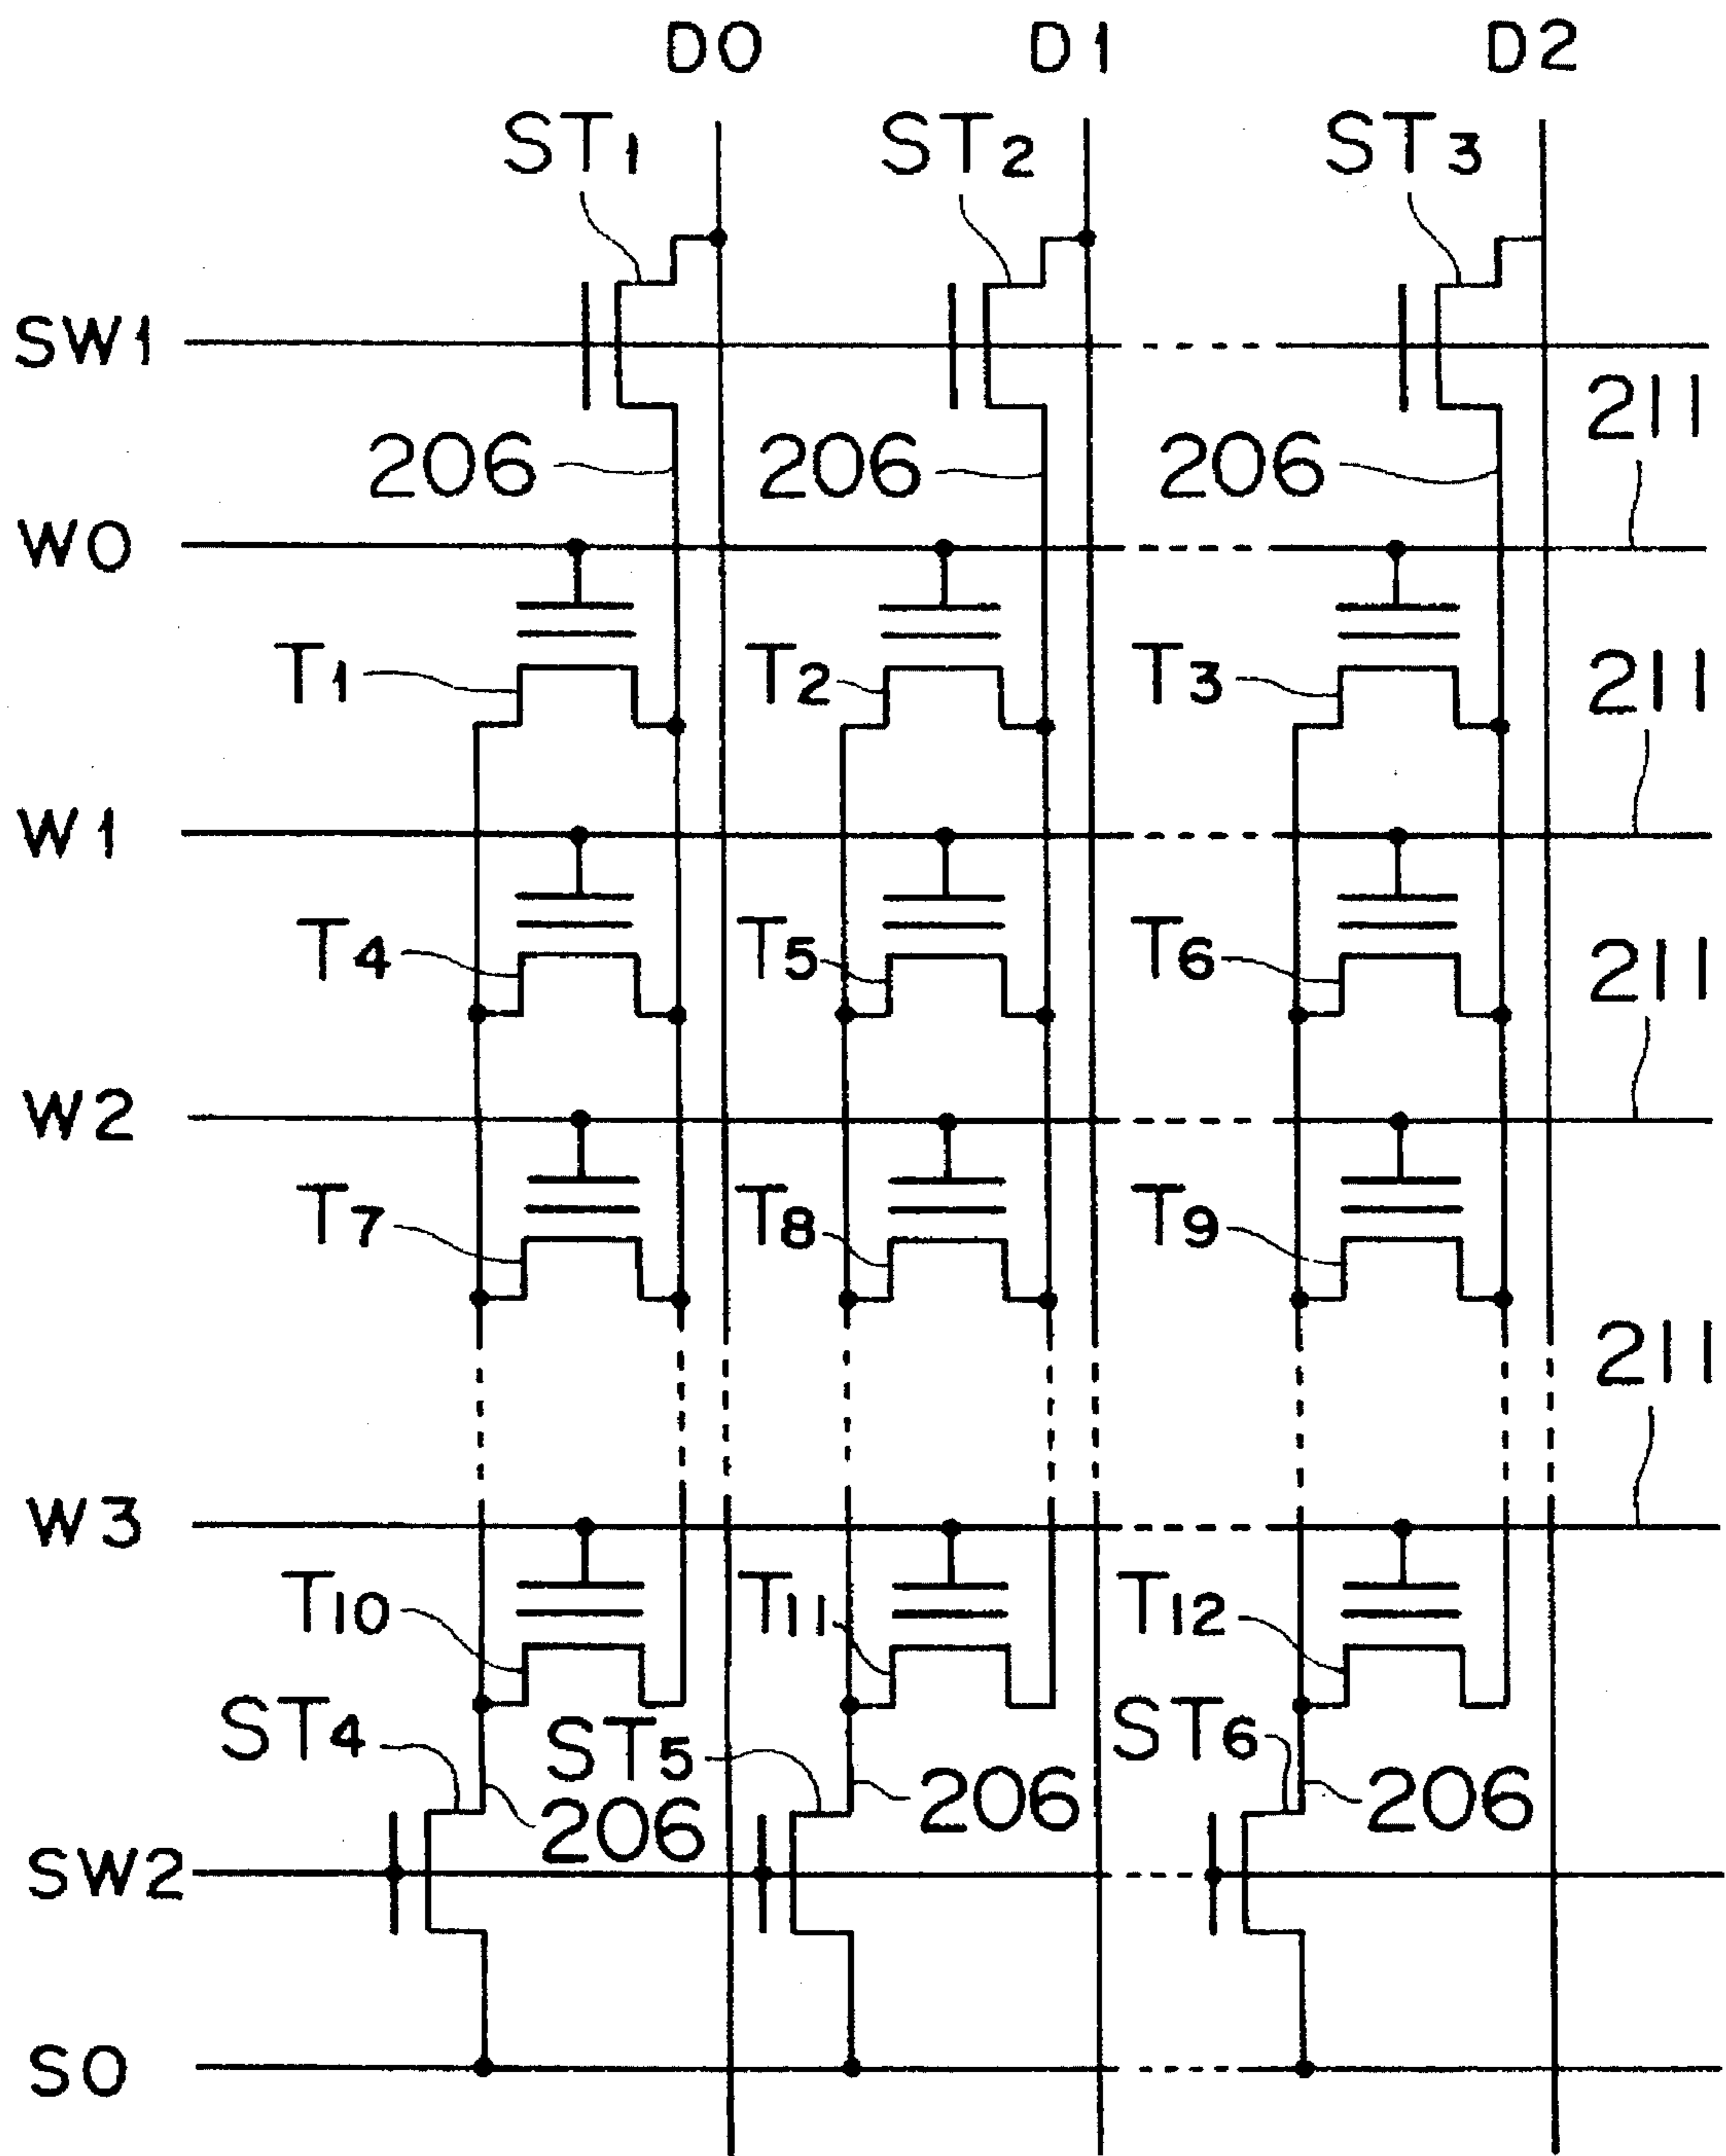 D0 D1 D2
ST1 ST2 ST3
SW1
211
206 206 206
W0
T1 T2 T3
211
W1
T4 T5 T6
211
W2
T7 T8 T9
211
W3
T10 T11 T12
ST4 ST5 ST6
206 206 206
SW2
S0